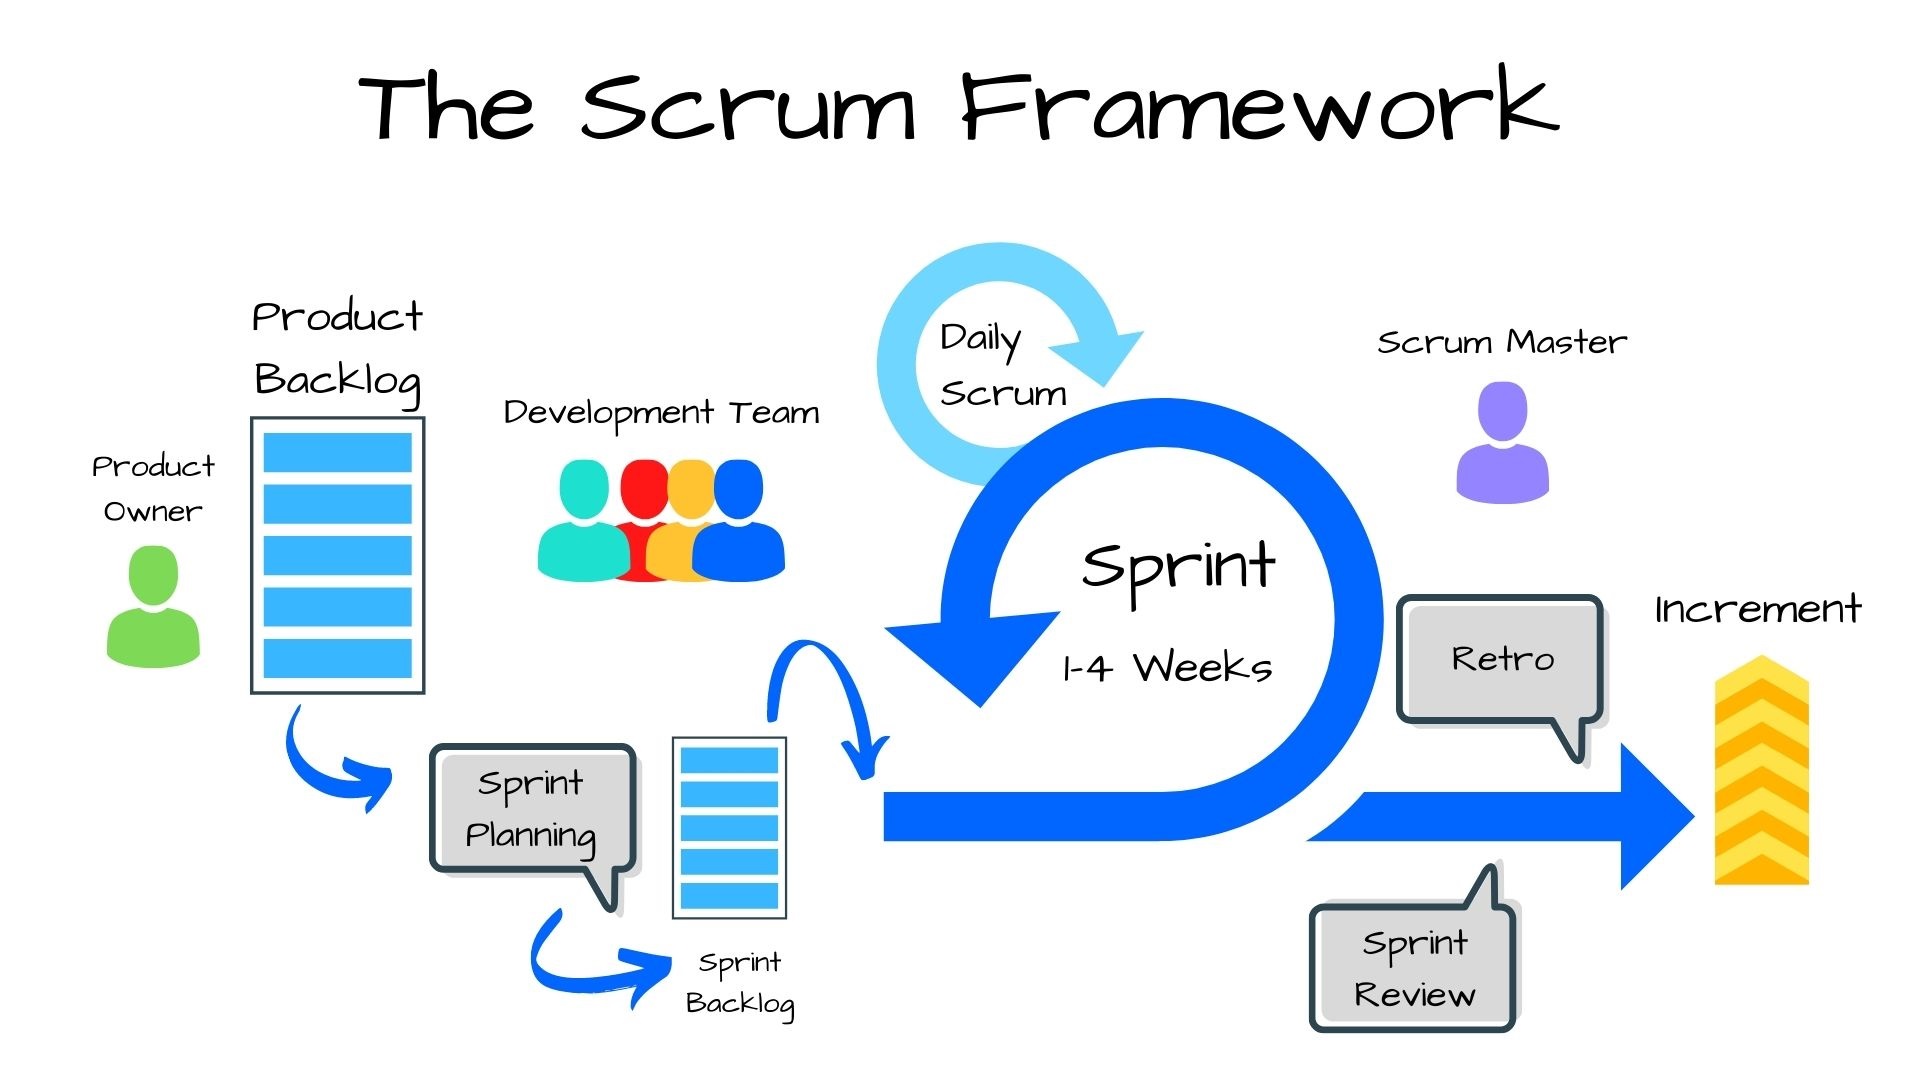 The Scrum Framework
Product
Backlog
Product
Owner
Development Team
Daily
Scrum
Scrum Master
Sprint
1-4 Weeks
Retro
Increment
Sprint
Planning
Sprint
Backlog
Sprint
Review